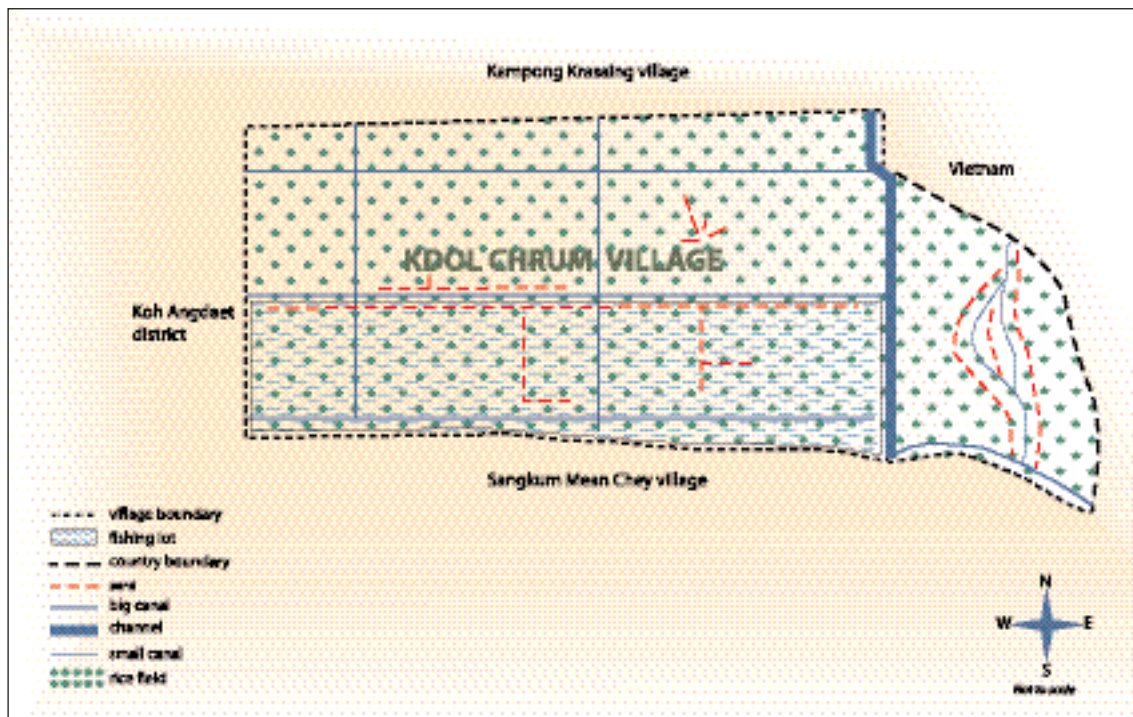 Kampong Krassing village
Vietnam
KDOL CHRUM VILLAGE
Koh Angdaet
district
Sangkum Mean Chey village
village boundary
fishing lot
country boundary
big canal
channel
small canal
rice field
N
W
E
S
Not to scale